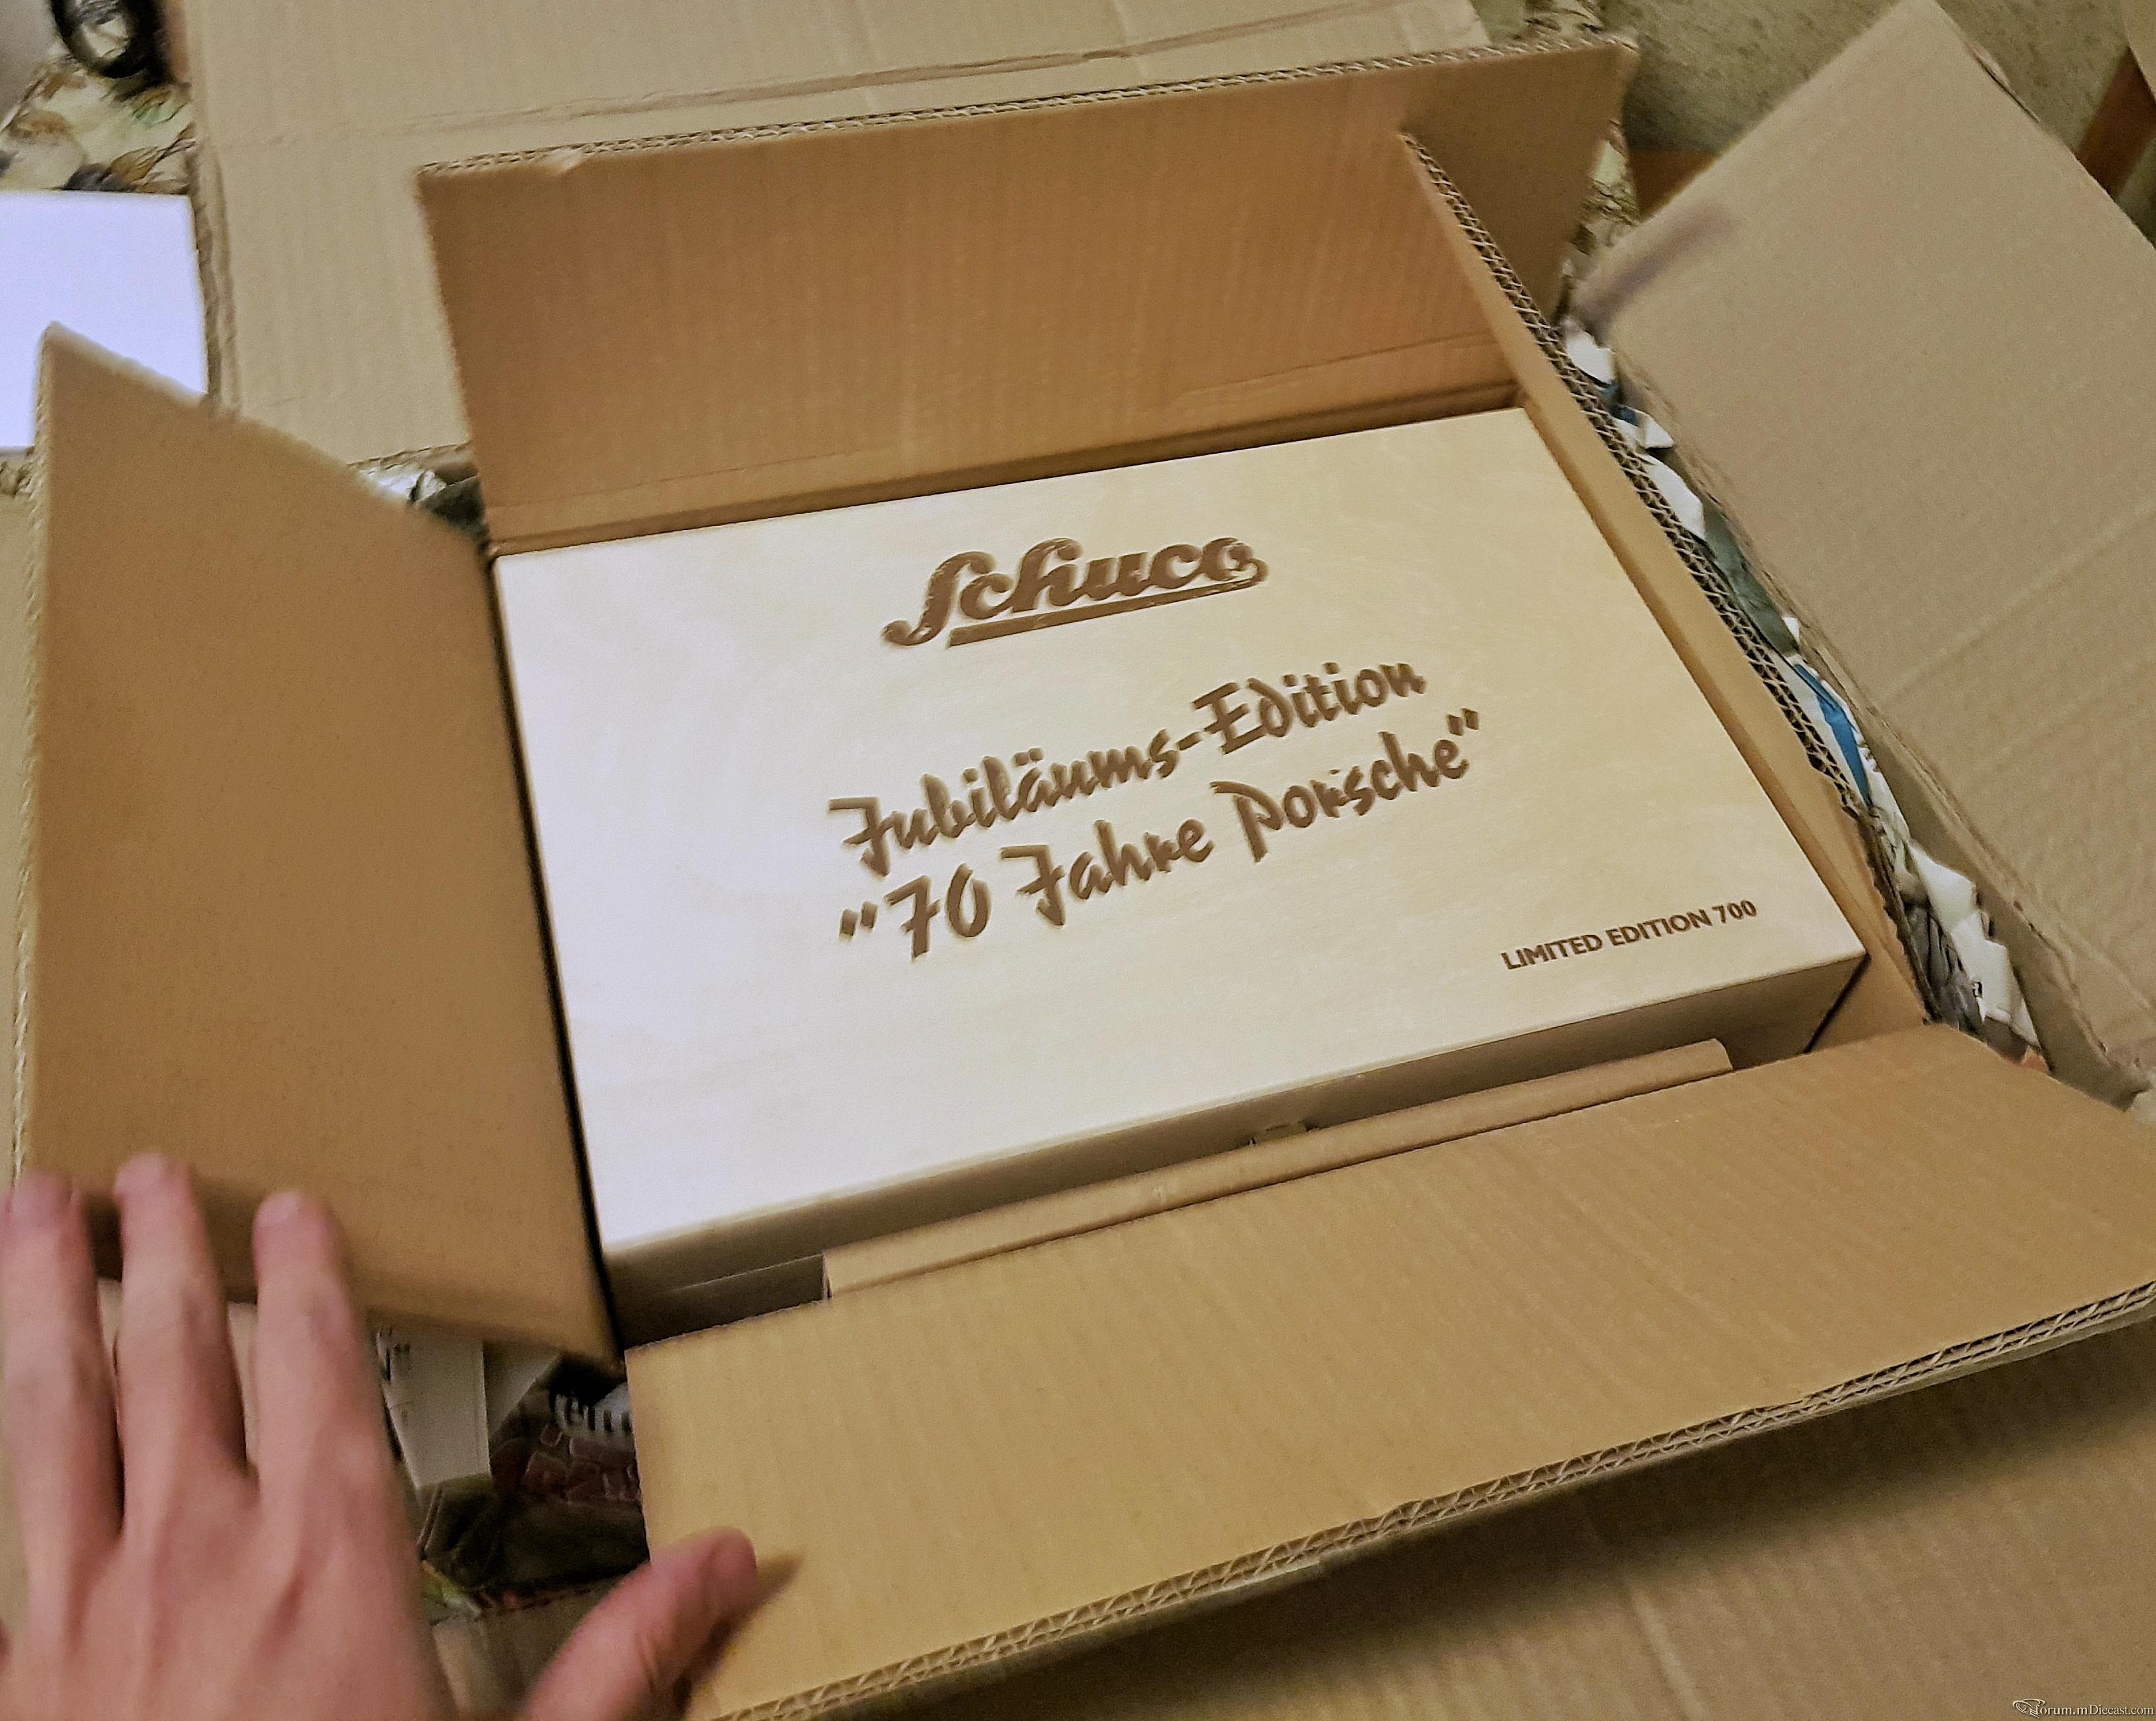 Schuco
Jubiläums-Edition
"70 Jahre Porsche"
LIMITED EDITION 700
Forum.mDiecast.com